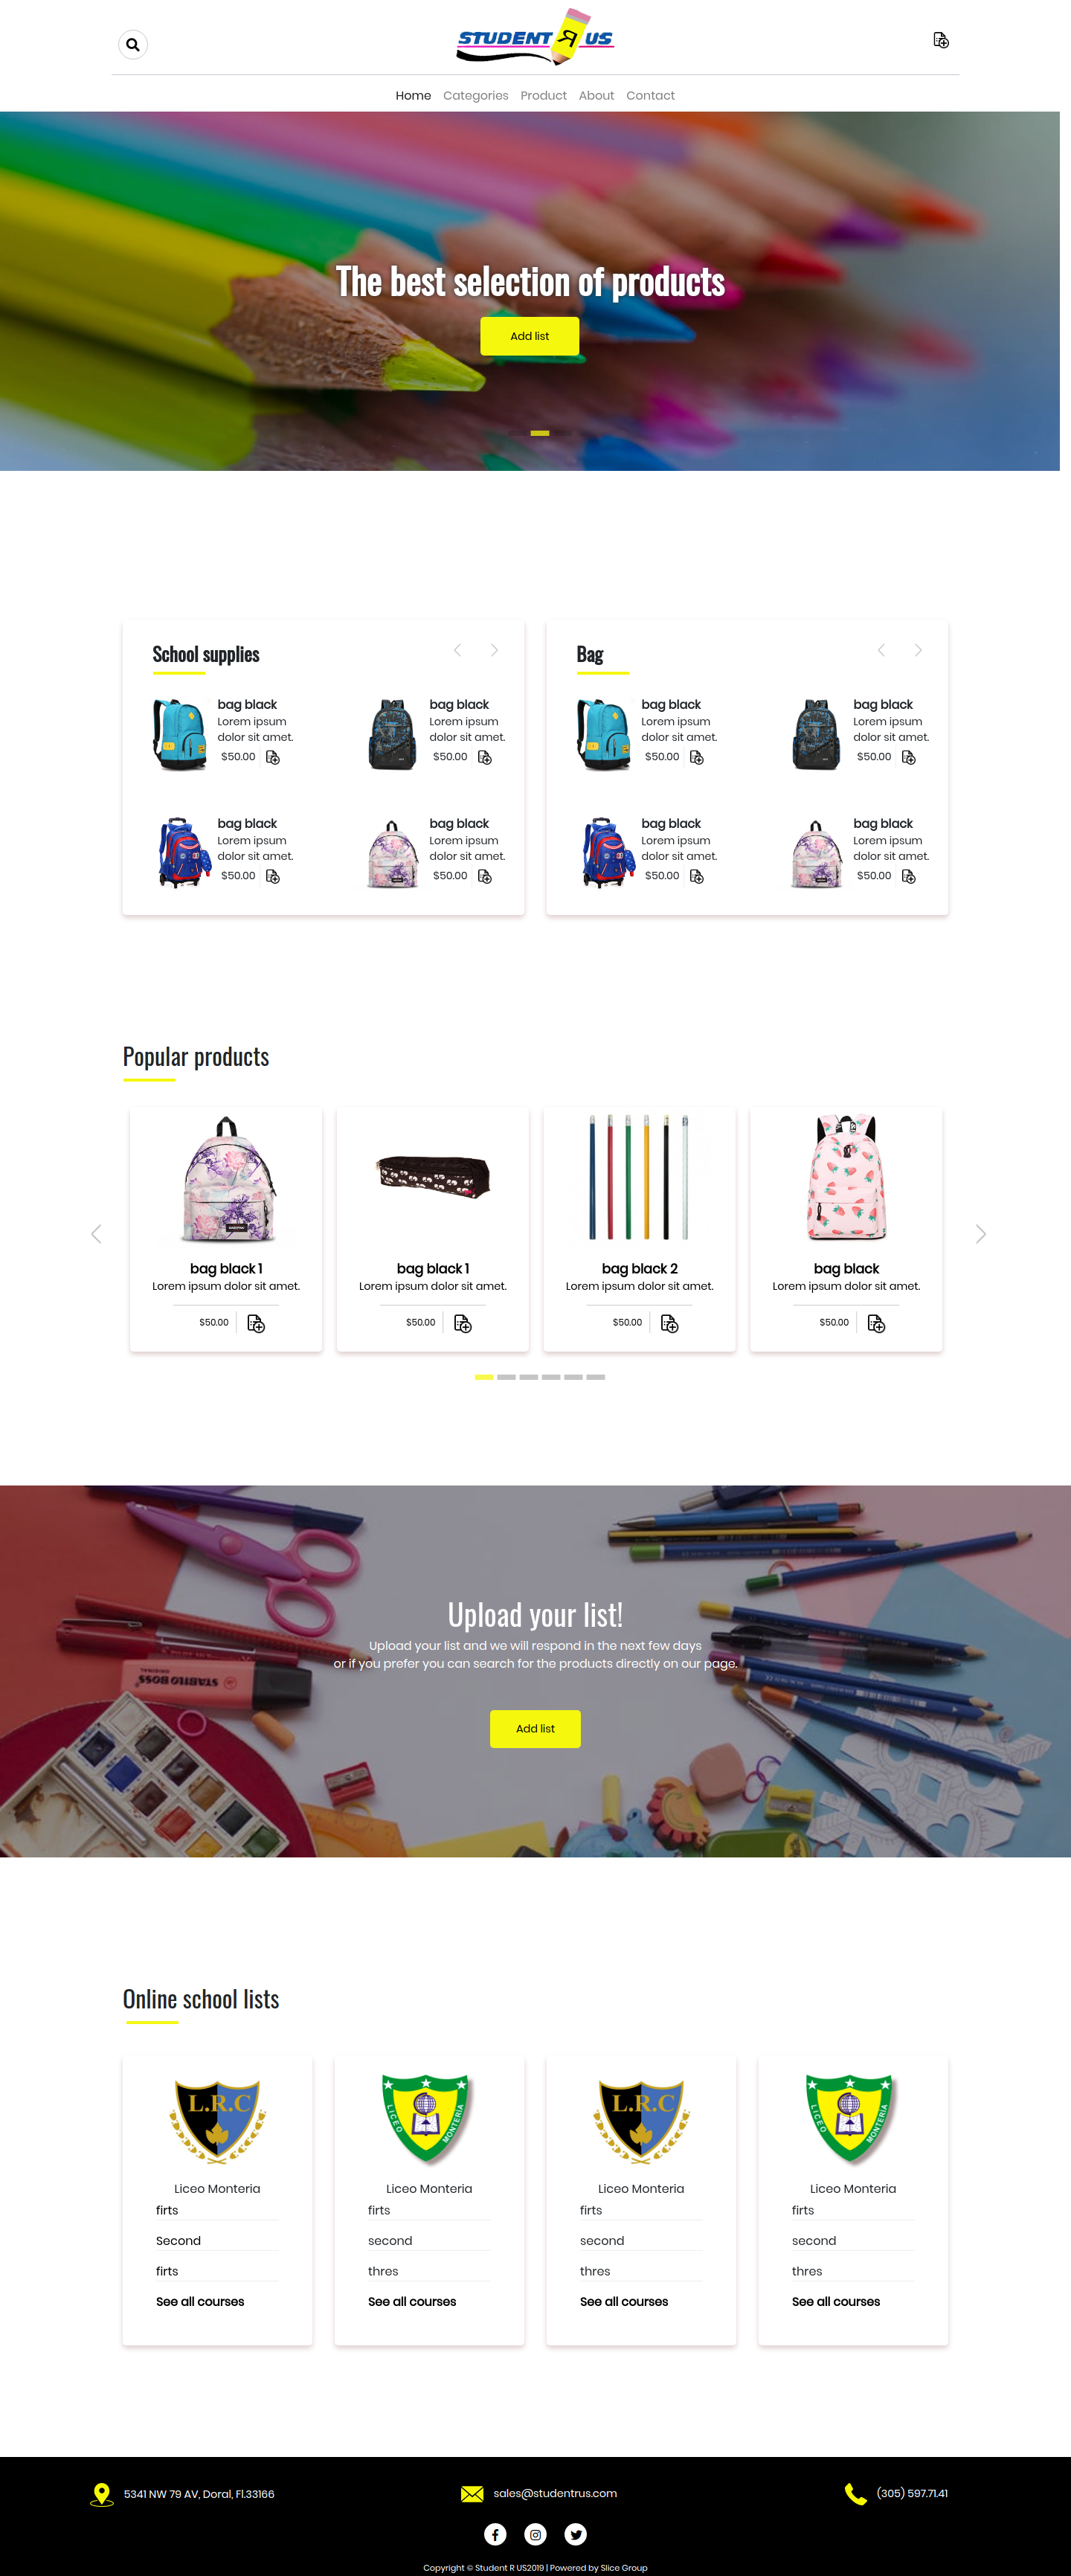 STUDENT R US
Home Categories Product About Contact
The best selection of products
Add list
School supplies
bag black
Lorem ipsum
dolor sit amet.
$50.00
bag black
Lorem ipsum
dolor sit amet.
$50.00
bag black
Lorem ipsum
dolor sit amet.
$50.00
bag black
Lorem ipsum
dolor sit amet.
$50.00
Bag
bag black
Lorem ipsum
dolor sit amet.
$50.00
bag black
Lorem ipsum
dolor sit amet.
$50.00
bag black
Lorem ipsum
dolor sit amet.
$50.00
bag black
Lorem ipsum
dolor sit amet.
$50.00
Popular products
bag black 1
Lorem ipsum dolor sit amet.
$50.00
bag black 1
Lorem ipsum dolor sit amet.
$50.00
bag black 2
Lorem ipsum dolor sit amet.
$50.00
bag black
Lorem ipsum dolor sit amet.
$50.00
STABILO BOSS
ORIGINAL
Upload your list!
Upload your list and we will respond in the next few days
or if you prefer you can search for the products directly on our page.
Add list
Online school lists
L.R.C
Liceo Monteria
firts
Second
firts
See all courses
LICEO MONTERIA
Liceo Monteria
firts
second
thres
See all courses
L.R.C
Liceo Monteria
firts
second
thres
See all courses
LICEO MONTERIA
Liceo Monteria
firts
second
thres
See all courses
5341 NW 79 AV, Doral, Fl.33166
sales@studentrus.com
(305) 597.71.41
Copyright © Student R US2019 | Powered by Slice Group